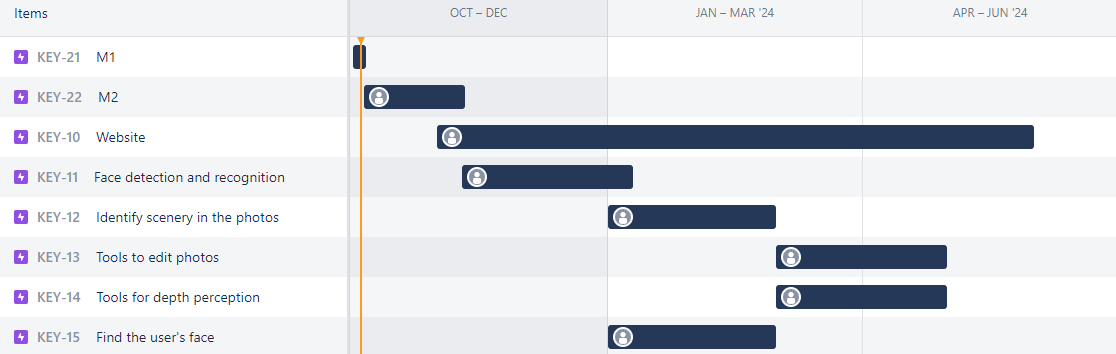 Items OCT – DEC JAN – MAR '24 APR – JUN '24
KEY-21 M1
KEY-22 M2
KEY-10 Website
KEY-11 Face detection and recognition
KEY-12 Identify scenery in the photos
KEY-13 Tools to edit photos
KEY-14 Tools for depth perception
KEY-15 Find the user's face